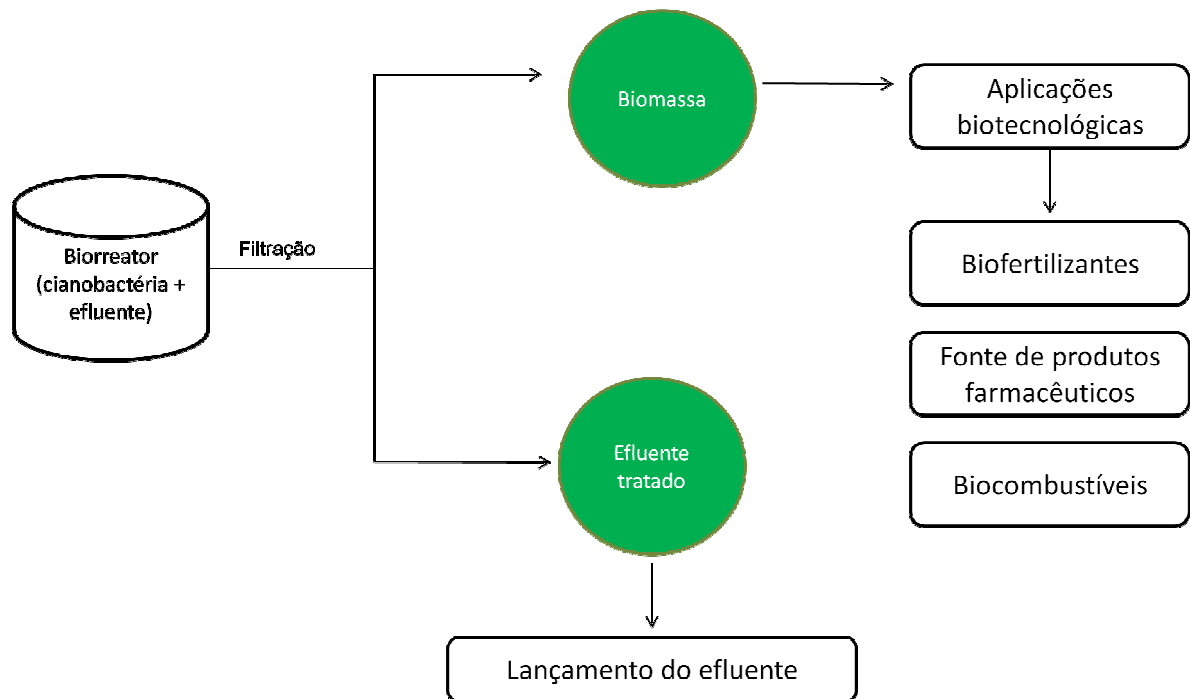 Biorreator
(cianobactéria +
efluente)
Filtração
Biomassa
Aplicações
biotecnológicas
Biofertilizantes
Fonte de produtos
farmacêuticos
Biocombustíveis
Efluente
tratado
Lançamento do efluente